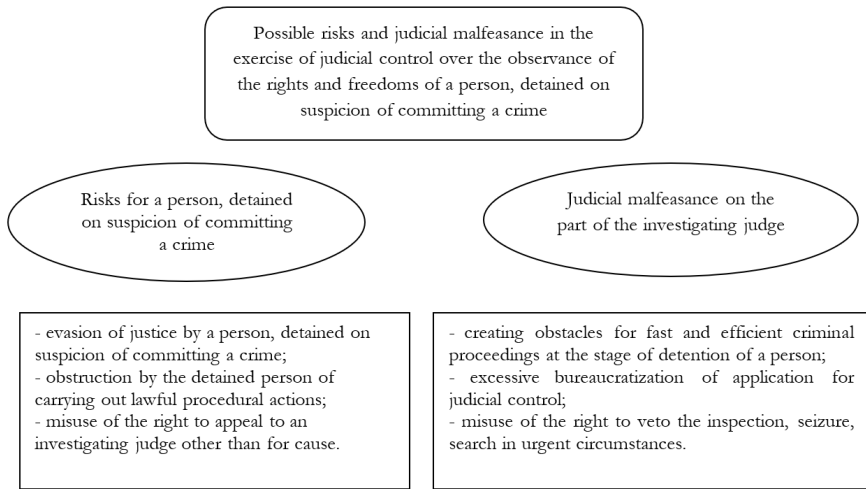 Possible risks and judicial malfeasance in the
exercise of judicial control over the observance of
the rights and freedoms of a person, detained on
suspicion of committing a crime
Risks for a person, detained
on suspicion of committing
a crime
Judicial malfeasance on the
part of the investigating judge
- evasion of justice by a person, detained on
suspicion of committing a crime;
- obstruction by the detained person of
carrying out lawful procedural actions;
- misuse of the right to appeal to an
investigating judge other than for cause.
- creating obstacles for fast and efficient criminal
proceedings at the stage of detention of a person;
- excessive bureaucratization of application for
judicial control;
- misuse of the right to veto the inspection, seizure,
search in urgent circumstances.